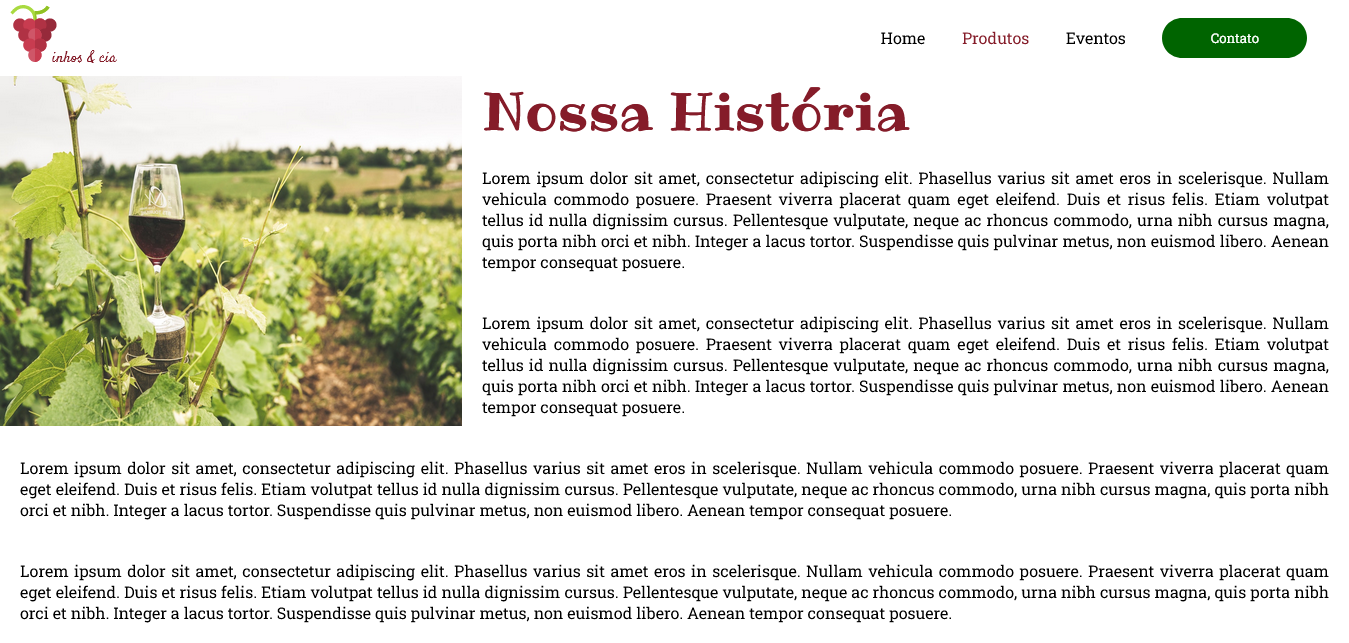 inhos & cia
Home Produtos Eventos Contato
Nossa História
Lorem ipsum dolor sit amet, consectetur adipiscing elit. Phasellus varius sit amet eros in scelerisque. Nullam
vehicula commodo posuere. Praesent viverra placerat quam eget eleifend. Duis et risus felis. Etiam volutpat
tellus id nulla dignissim cursus. Pellentesque vulputate, neque ac rhoncus commodo, urna nibh cursus magna,
quis porta nibh orci et nibh. Integer a lacus tortor. Suspendisse quis pulvinar metus, non euismod libero. Aenean
tempor consequat posuere.
Lorem ipsum dolor sit amet, consectetur adipiscing elit. Phasellus varius sit amet eros in scelerisque. Nullam
vehicula commodo posuere. Praesent viverra placerat quam eget eleifend. Duis et risus felis. Etiam volutpat
tellus id nulla dignissim cursus. Pellentesque vulputate, neque ac rhoncus commodo, urna nibh cursus magna,
quis porta nibh orci et nibh. Integer a lacus tortor. Suspendisse quis pulvinar metus, non euismod libero. Aenean
tempor consequat posuere.
Lorem ipsum dolor sit amet, consectetur adipiscing elit. Phasellus varius sit amet eros in scelerisque. Nullam vehicula commodo posuere. Praesent viverra placerat quam
eget eleifend. Duis et risus felis. Etiam volutpat tellus id nulla dignissim cursus. Pellentesque vulputate, neque ac rhoncus commodo, urna nibh cursus magna, quis porta nibh
orci et nibh. Integer a lacus tortor. Suspendisse quis pulvinar metus, non euismod libero. Aenean tempor consequat posuere.
Lorem ipsum dolor sit amet, consectetur adipiscing elit. Phasellus varius sit amet eros in scelerisque. Nullam vehicula commodo posuere. Praesent viverra placerat quam
eget eleifend. Duis et risus felis. Etiam volutpat tellus id nulla dignissim cursus. Pellentesque vulputate, neque ac rhoncus commodo, urna nibh cursus magna, quis porta nibh
orci et nibh. Integer a lacus tortor. Suspendisse quis pulvinar metus, non euismod libero. Aenean tempor consequat posuere.